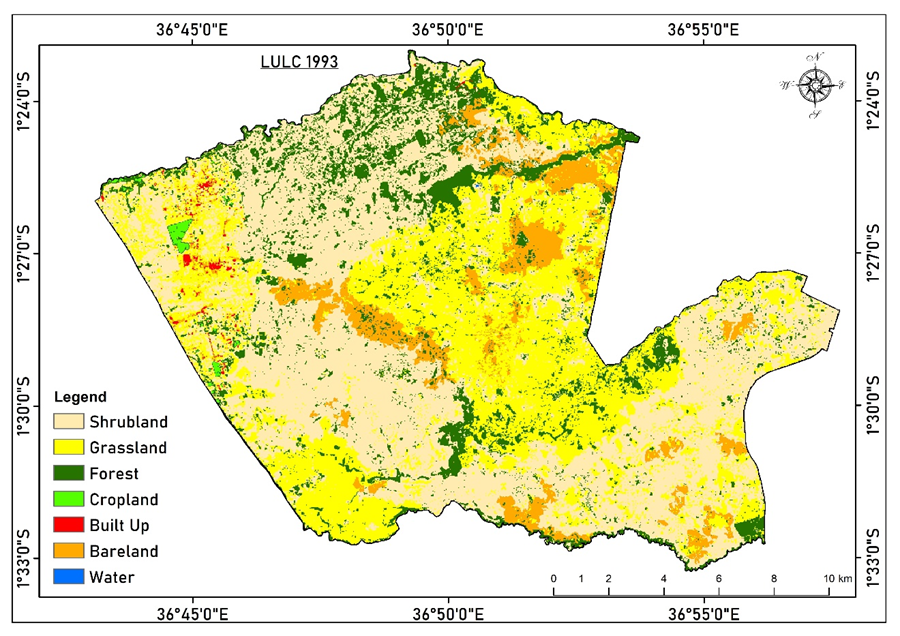 36°45'0"E 36°50'0"E 36°55'0"E
LULC 1993
N
W E
S
1°24'0"S 1°24'0"S
1°27'0"S 1°27'0"S
1°30'0"S 1°30'0"S
1°33'0"S 1°33'0"S
Legend
Shrubland
Grassland
Forest
Cropland
Built Up
Bareland
Water
0 1 2 4 6 8 10 km
36°45'0"E 36°50'0"E 36°55'0"E